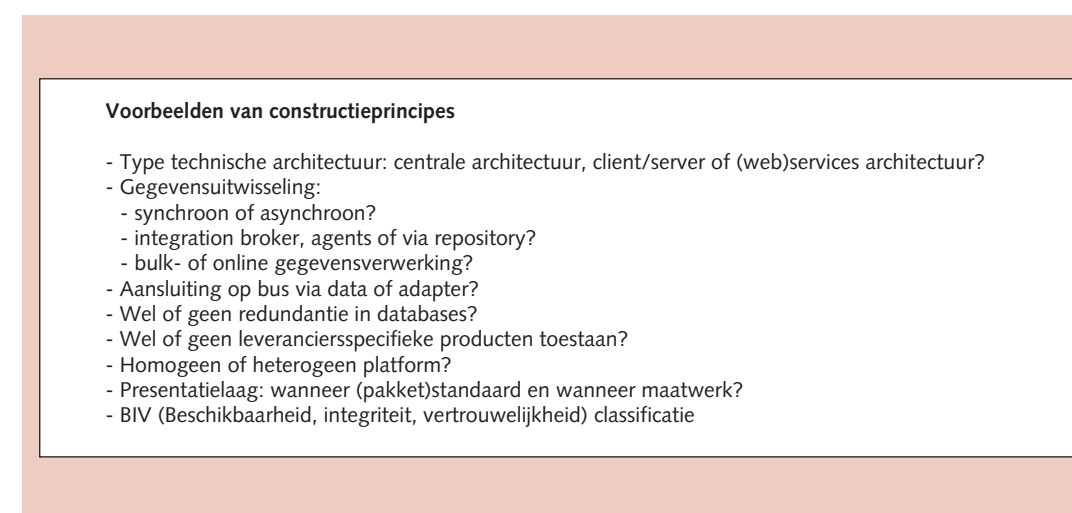 Voorbeelden van constructieprincipes
- Type technische architectuur: centrale architectuur, client/server of (web)services architectuur?
- Gegevensuitwisseling:
- synchroon of asynchroon?
- integration broker, agents of via repository?
- bulk- of online gegevensverwerking?
- Aansluiting op bus via data of adapter?
- Wel of geen redundantie in databases?
- Wel of geen leveranciersspecifieke producten toestaan?
- Homogeen of heterogeen platform?
- Presentatielaag: wanneer (pakket)standaard en wanneer maatwerk?
- BIV (Beschikbaarheid, integriteit, vertrouwelijkheid) classificatie